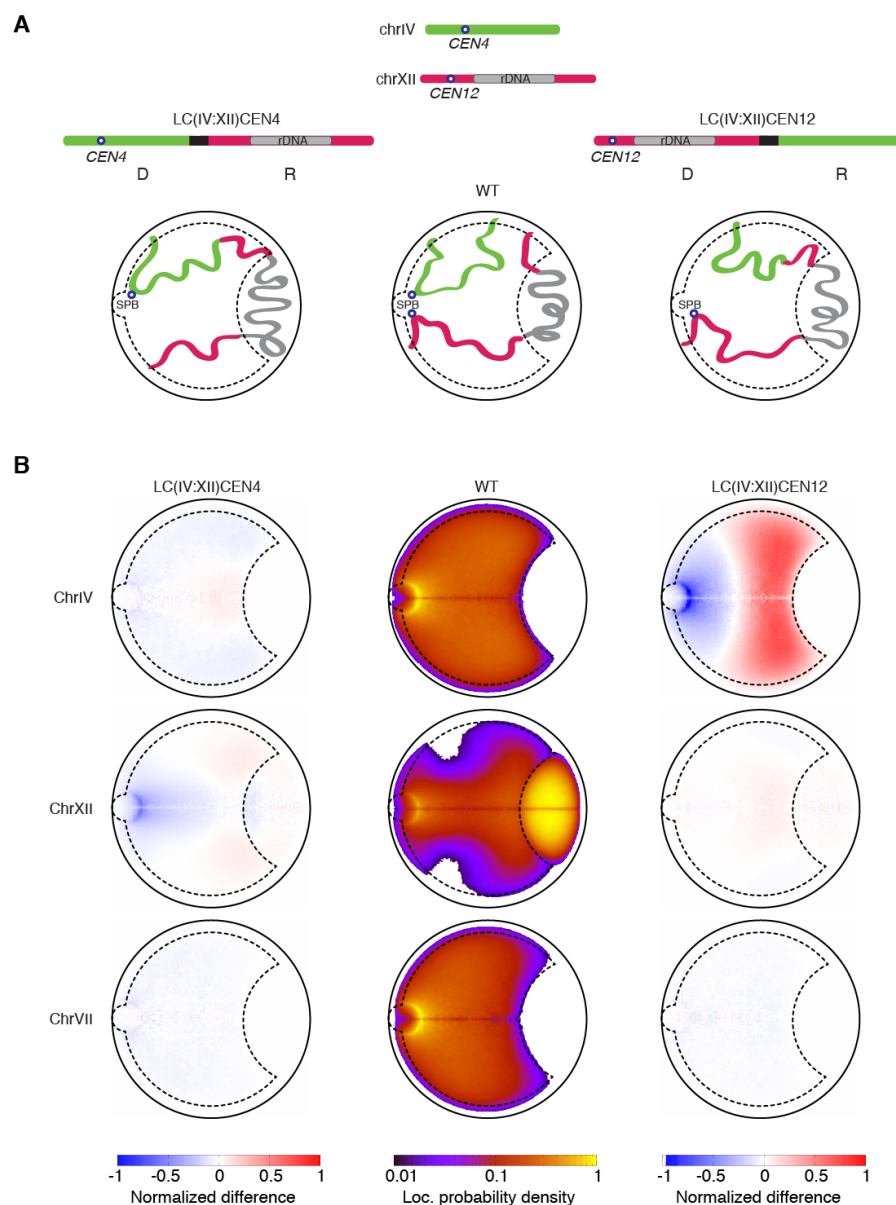 A
chrIV
CEN4
chrXII
rDNA
CEN12
LC(IV:XII)CEN4
LC(IV:XII)CEN12
rDNA
rDNA
CEN4
CEN12
D
R
D
R
WT
SPB
SPB
SPB
B
LC(IV:XII)CEN4
WT
LC(IV:XII)CEN12
ChrIV
ChrXII
ChrVII
-1 -0.5 0 0.5 1
Normalized difference
0.01 0.1 1
Loc. probability density
-1 -0.5 0 0.5 1
Normalized difference